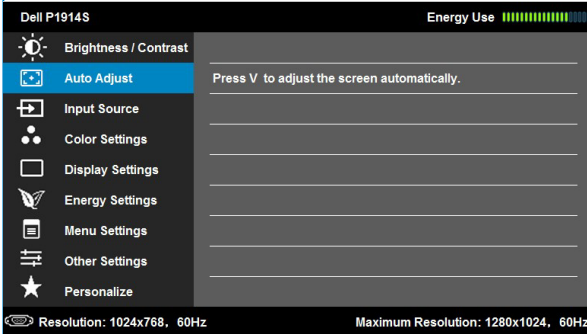 Dell P1914S
Energy Use
Brightness / Contrast
Auto Adjust
Press V to adjust the screen automatically.
Input Source
Color Settings
Display Settings
Energy Settings
Menu Settings
Other Settings
Personalize
Resolution: 1024x768, 60Hz
Maximum Resolution: 1280x1024, 60Hz